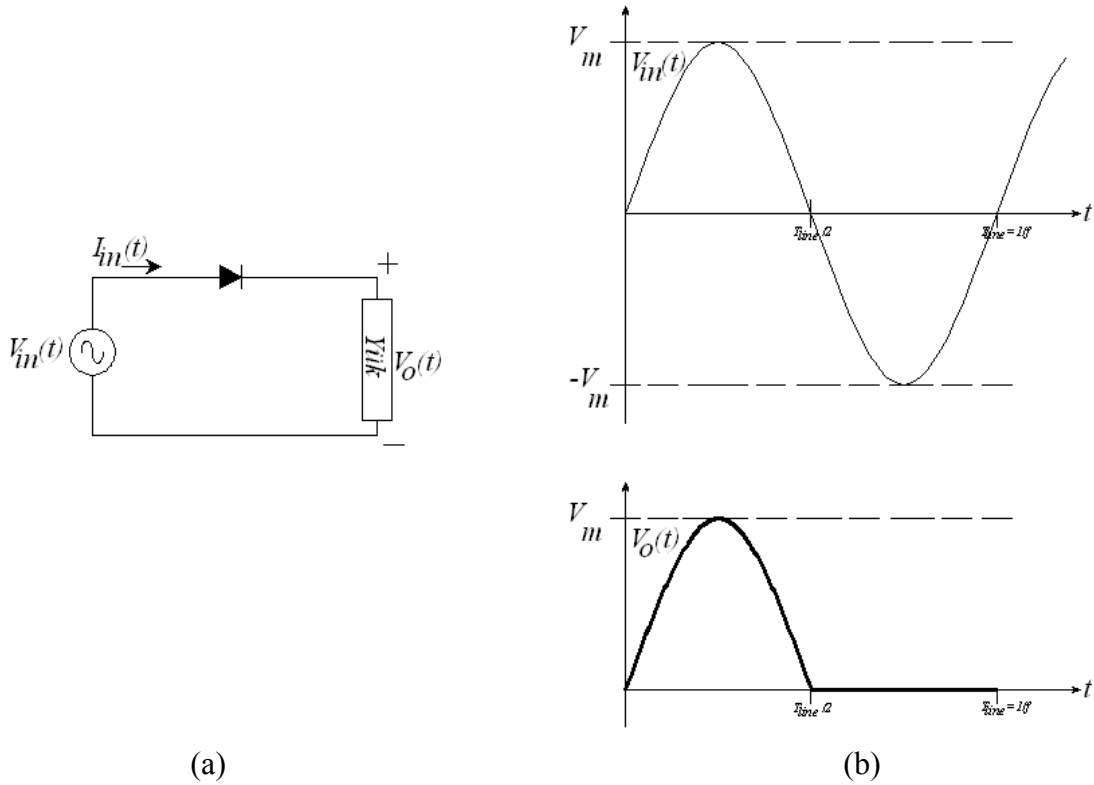 I_in(t)
+
V_in(t)
Yük
V_o(t)
—
V_m
V_in(t)
T_line /2
T_line = 1/f
t
-V_m
V_m
V_o(t)
T_line /2
T_line = 1/f
t
(a)
(b)